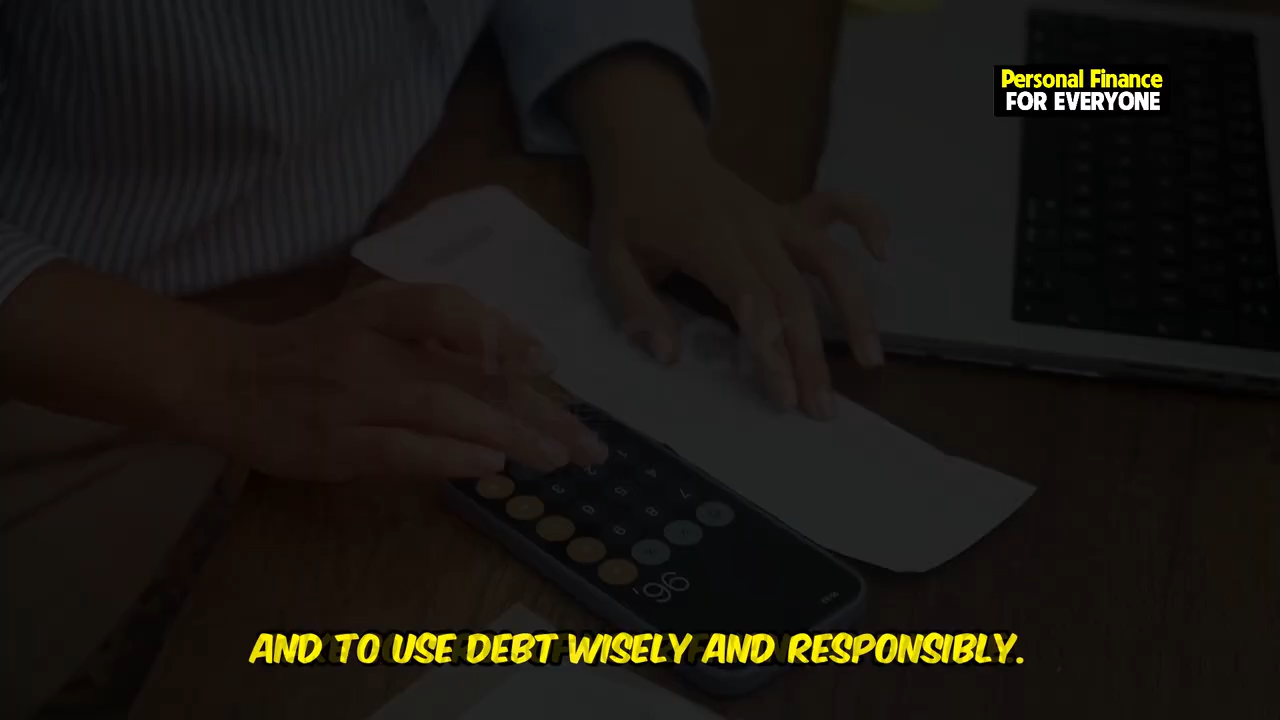 Personal Finance
FOR EVERYONE
AND TO USE DEBT WISELY AND RESPONSIBLY.